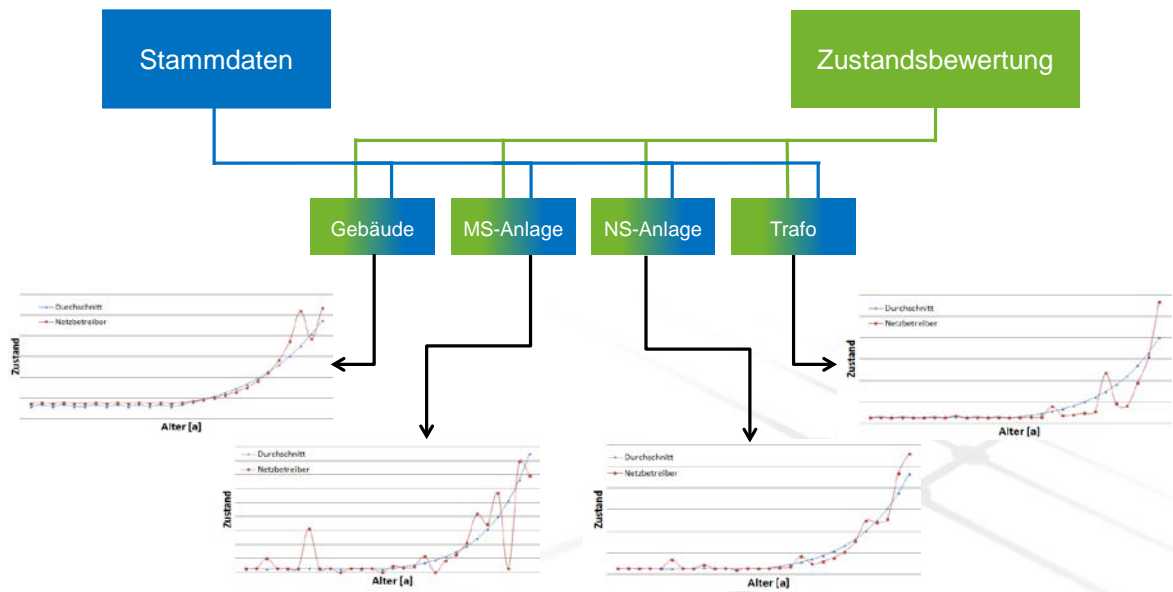 Stammdaten
Zustandsbewertung
Gebäude
MS-Anlage
NS-Anlage
Trafo
Durchschnitt
Netzbetreiber
Zustand
Alter [a]
Durchschnitt
Netzbetreiber
Zustand
Alter [a]
Durchschnitt
Netzbetreiber
Zustand
Alter [a]
Durchschnitt
Netzbetreiber
Zustand
Alter [a]